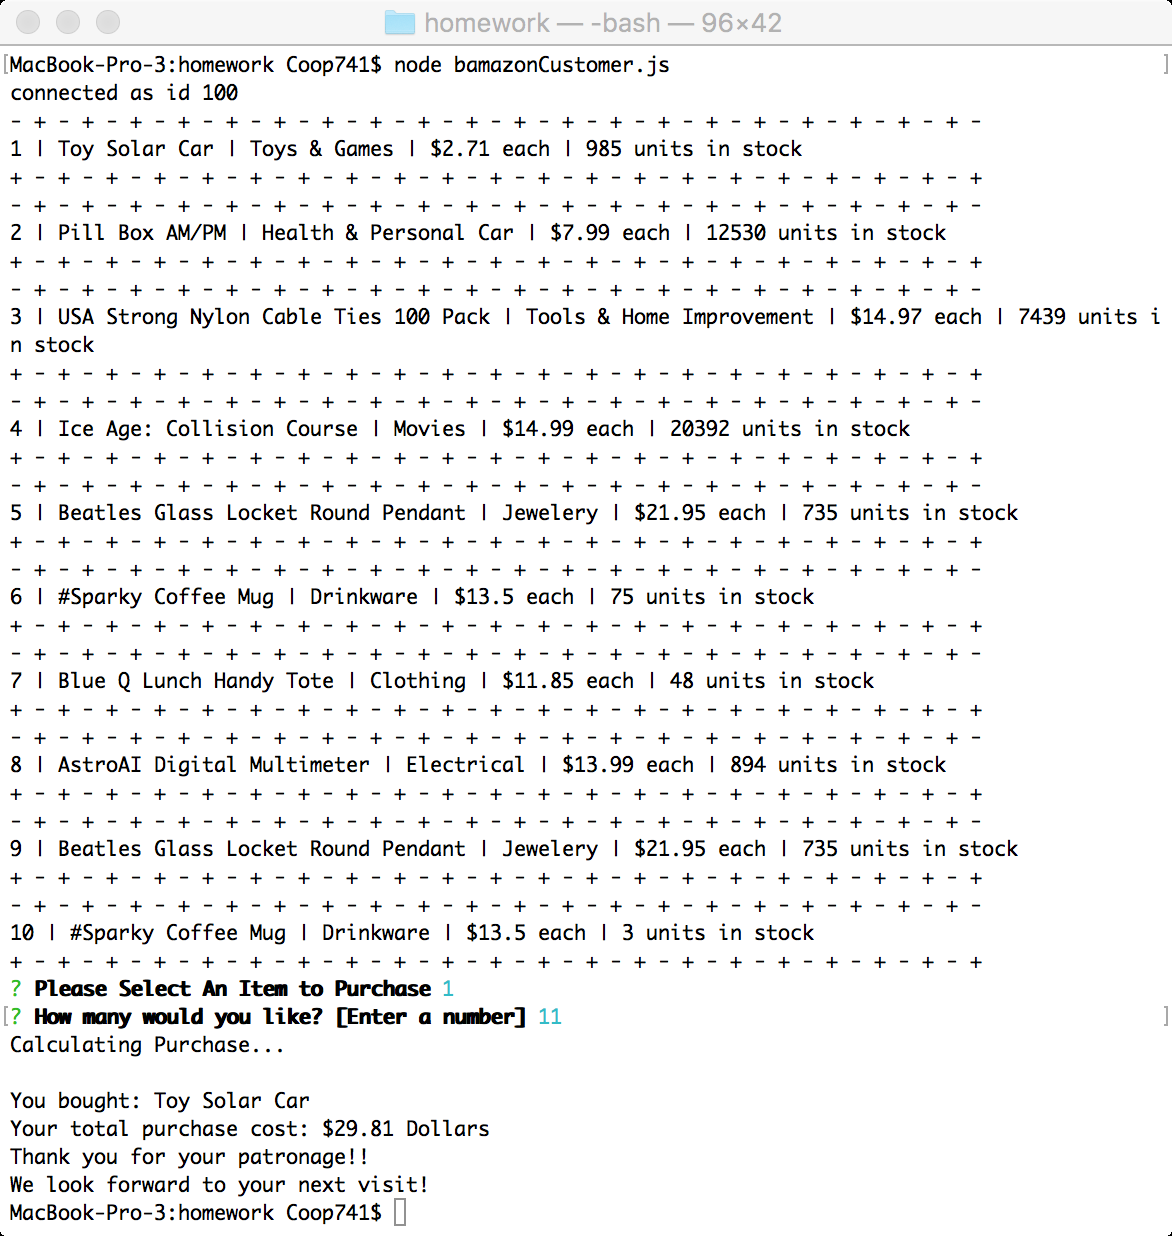 homework — -bash — 96×42
[MacBook-Pro-3:homework Coop741$ node bamazonCustomer.js ]
connected as id 100
- + - + - + - + - + - + - + - + - + - + - + - + - + - + - + - + - + - + - + - + -
1 | Toy Solar Car | Toys & Games | $2.71 each | 985 units in stock
+ - + - + - + - + - + - + - + - + - + - + - + - + - + - + - + - + - + - + - + - +
- + - + - + - + - + - + - + - + - + - + - + - + - + - + - + - + - + - + - + - + -
2 | Pill Box AM/PM | Health & Personal Car | $7.99 each | 12530 units in stock
+ - + - + - + - + - + - + - + - + - + - + - + - + - + - + - + - + - + - + - + - +
- + - + - + - + - + - + - + - + - + - + - + - + - + - + - + - + - + - + - + - + -
3 | USA Strong Nylon Cable Ties 100 Pack | Tools & Home Improvement | $14.97 each | 7439 units i
n stock
+ - + - + - + - + - + - + - + - + - + - + - + - + - + - + - + - + - + - + - + - +
- + - + - + - + - + - + - + - + - + - + - + - + - + - + - + - + - + - + - + - + -
4 | Ice Age: Collision Course | Movies | $14.99 each | 20392 units in stock
+ - + - + - + - + - + - + - + - + - + - + - + - + - + - + - + - + - + - + - + - +
- + - + - + - + - + - + - + - + - + - + - + - + - + - + - + - + - + - + - + - + -
5 | Beatles Glass Locket Round Pendant | Jewelery | $21.95 each | 735 units in stock
+ - + - + - + - + - + - + - + - + - + - + - + - + - + - + - + - + - + - + - + - +
- + - + - + - + - + - + - + - + - + - + - + - + - + - + - + - + - + - + - + - + -
6 | #Sparky Coffee Mug | Drinkware | $13.5 each | 75 units in stock
+ - + - + - + - + - + - + - + - + - + - + - + - + - + - + - + - + - + - + - + - +
- + - + - + - + - + - + - + - + - + - + - + - + - + - + - + - + - + - + - + - + -
7 | Blue Q Lunch Handy Tote | Clothing | $11.85 each | 48 units in stock
+ - + - + - + - + - + - + - + - + - + - + - + - + - + - + - + - + - + - + - + - +
- + - + - + - + - + - + - + - + - + - + - + - + - + - + - + - + - + - + - + - + -
8 | AstroAI Digital Multimeter | Electrical | $13.99 each | 894 units in stock
+ - + - + - + - + - + - + - + - + - + - + - + - + - + - + - + - + - + - + - + - +
- + - + - + - + - + - + - + - + - + - + - + - + - + - + - + - + - + - + - + - + -
9 | Beatles Glass Locket Round Pendant | Jewelery | $21.95 each | 735 units in stock
+ - + - + - + - + - + - + - + - + - + - + - + - + - + - + - + - + - + - + - + - +
- + - + - + - + - + - + - + - + - + - + - + - + - + - + - + - + - + - + - + - + -
10 | #Sparky Coffee Mug | Drinkware | $13.5 each | 3 units in stock
+ - + - + - + - + - + - + - + - + - + - + - + - + - + - + - + - + - + - + - + - +
? Please Select An Item to Purchase 1
[? How many would you like? [Enter a number] 11 ]
Calculating Purchase...
You bought: Toy Solar Car
Your total purchase cost: $29.81 Dollars
Thank you for your patronage!!
We look forward to your next visit!
MacBook-Pro-3:homework Coop741$